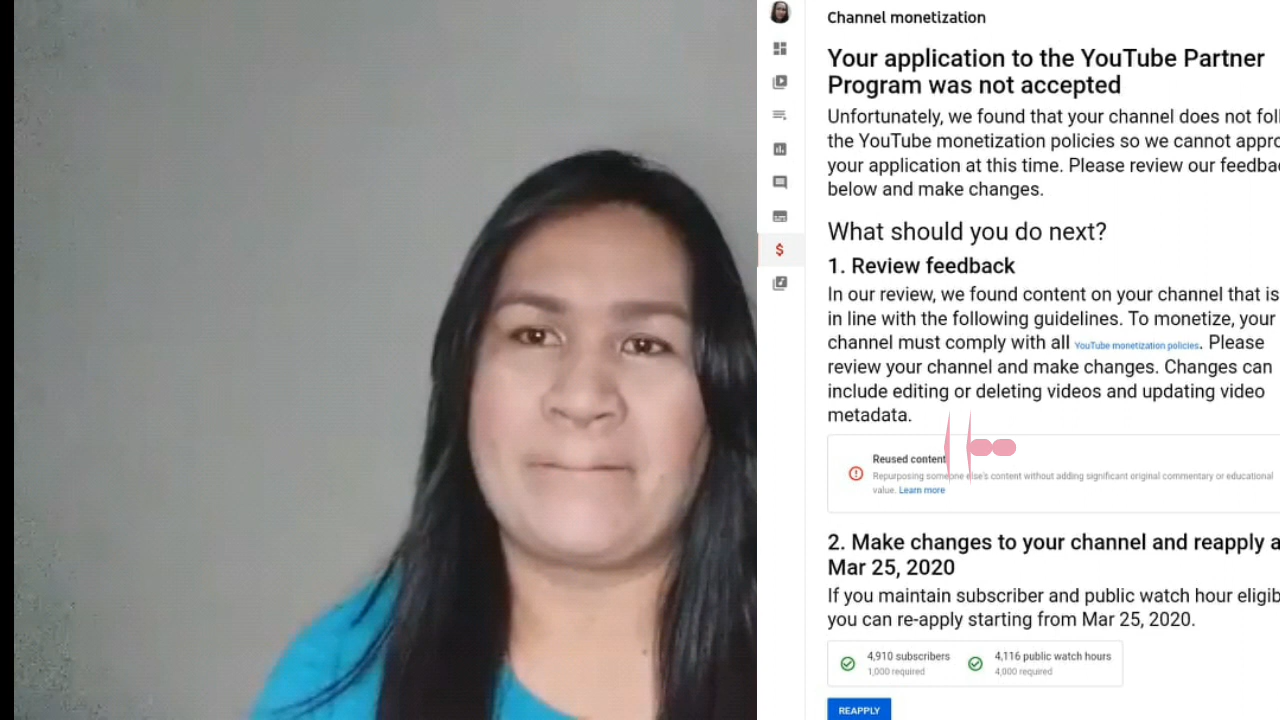 Channel monetization
Your application to the YouTube Partner
Program was not accepted
Unfortunately, we found that your channel does not
the YouTube monetization policies so we cannot
your application at this time. Please review our
below and make changes.
What should you do next?
1. Review feedback
In our review, we found content on your channel that is
in line with the following guidelines. To monetize, your
channel must comply with all YouTube monetization policies. Please
review your channel and make changes. Changes can
include editing or deleting videos and updating video
metadata.
Reused content
Repurposing someone else's content without adding significant original commentary or educational
value. Learn more
2. Make changes to your channel and reapply
Mar 25, 2020
If you maintain subscriber and public watch hour
you can re-apply starting from Mar 25, 2020.
4,910 subscribers
1,000 required
4,116 public watch hours
4,000 required
REAPPLY